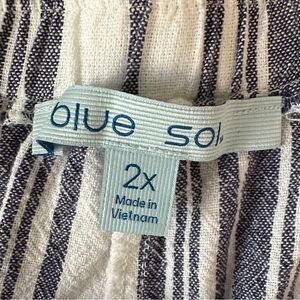 blue sol
2X
Made in
Vietnam